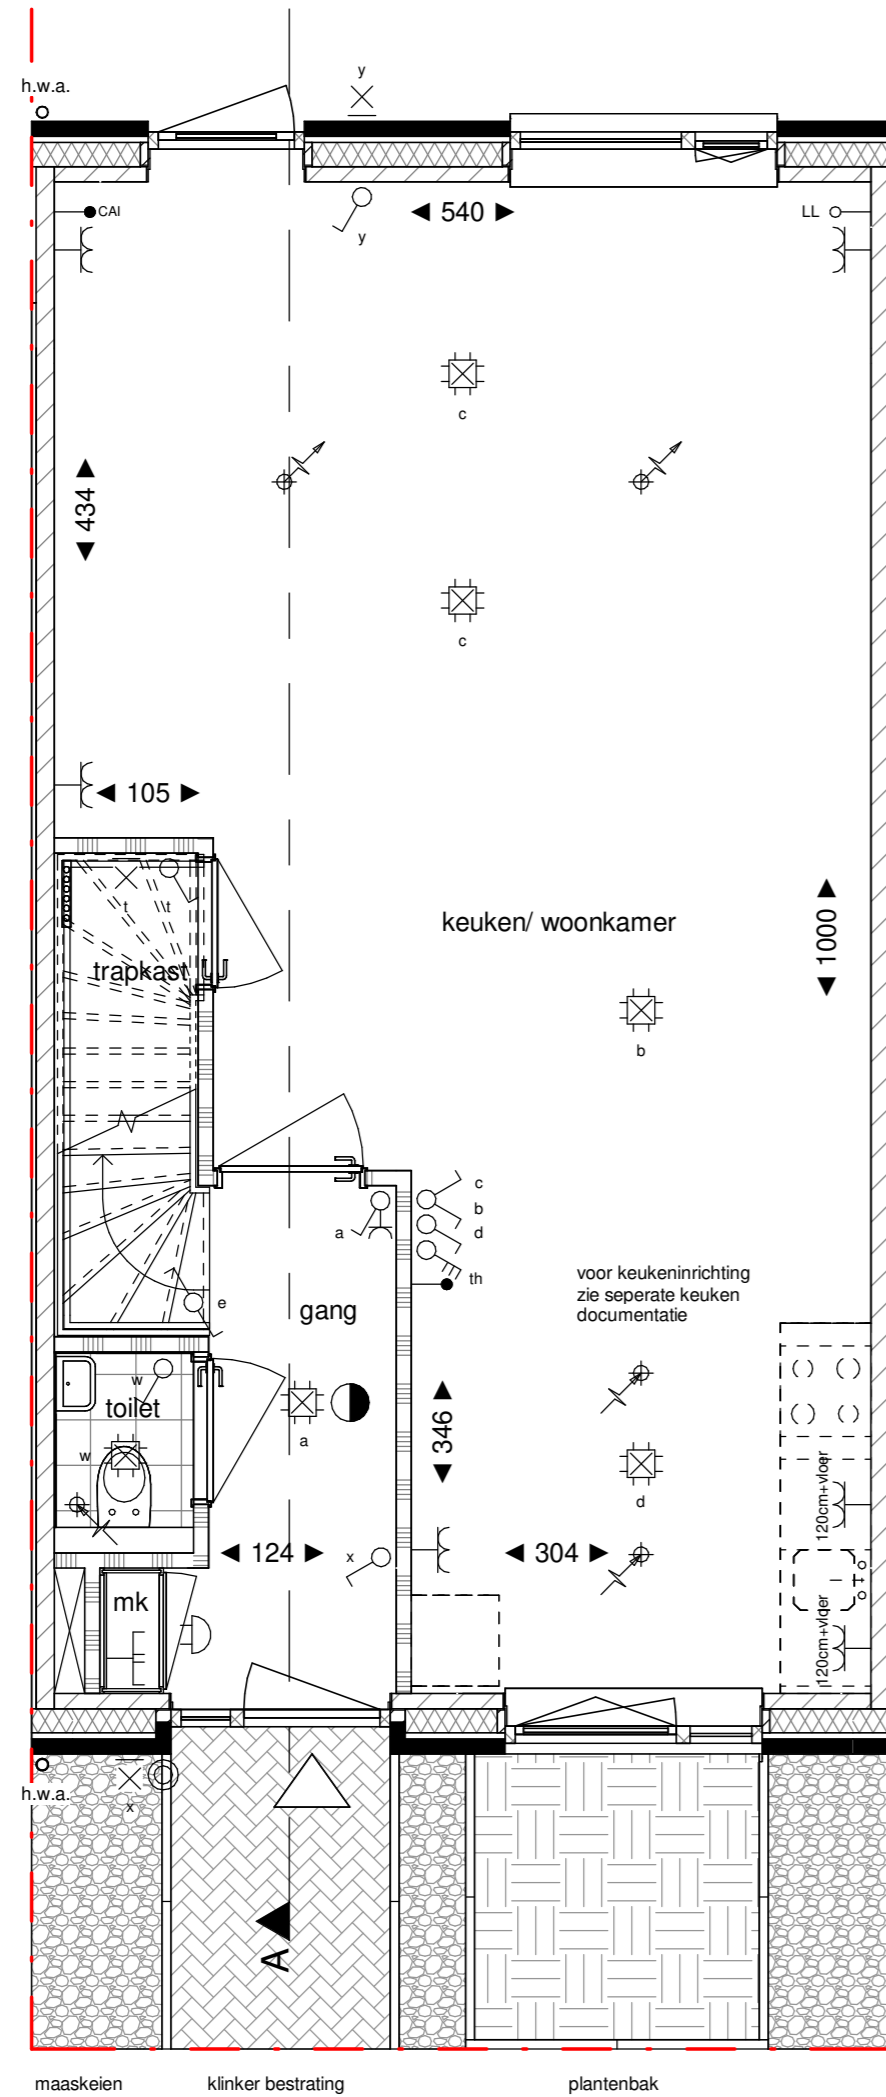 h.w.a.
y
CAI
y
540
LL
c
434
c
105
t
t
trapkast
keuken/ woonkamer
1000
b
c
b
a
d
th
voor keukeninrichting
zie seperate keuken
documentatie
e
gang
w
toilet
a
346
w
d
120cm+vloer
124
x
304
mk
120cm+vloer
h.w.a.
x
A
maaskeien
klinker bestrating
plantenbak